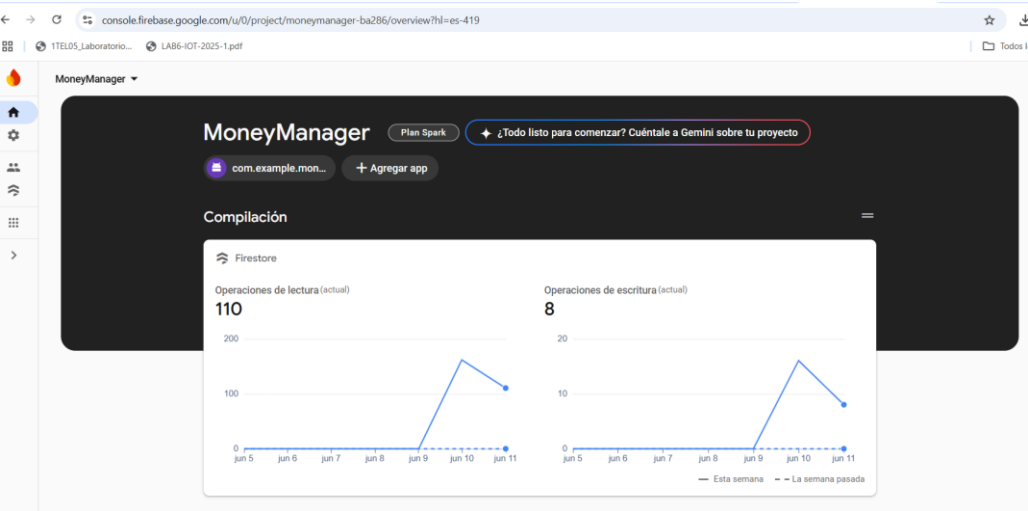 console.firebase.google.com/u/0/project/moneymanager-ba286/overview?hl=es-419
1TEL05_Laboratorio... LAB6-IOT-2025-1.pdf
MoneyManager
MoneyManager Plan Spark ¿Todo listo para comenzar? Cuéntale a Gemini sobre tu proyecto
com.example.mon... + Agregar app
Compilación
Firestore
Operaciones de lectura (actual) Operaciones de escritura (actual)
110 8
200 20
100 10
0 0
jun 5 jun 6 jun 7 jun 8 jun 9 jun 10 jun 11 jun 5 jun 6 jun 7 jun 8 jun 9 jun 10 jun 11
Esta semana La semana pasada